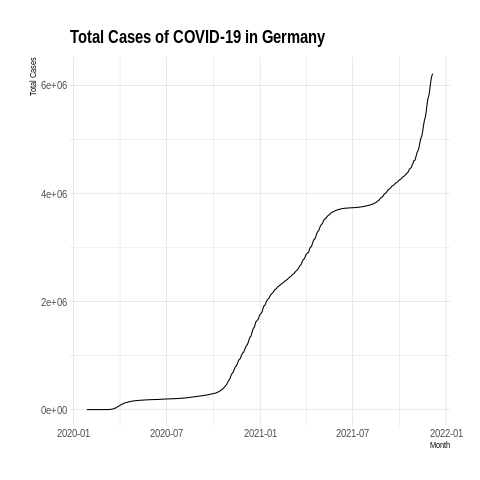 Total Cases of COVID-19 in Germany
Total Cases
6e+06
4e+06
2e+06
0e+00
2020-01 2020-07 2021-01 2021-07 2022-01
Month